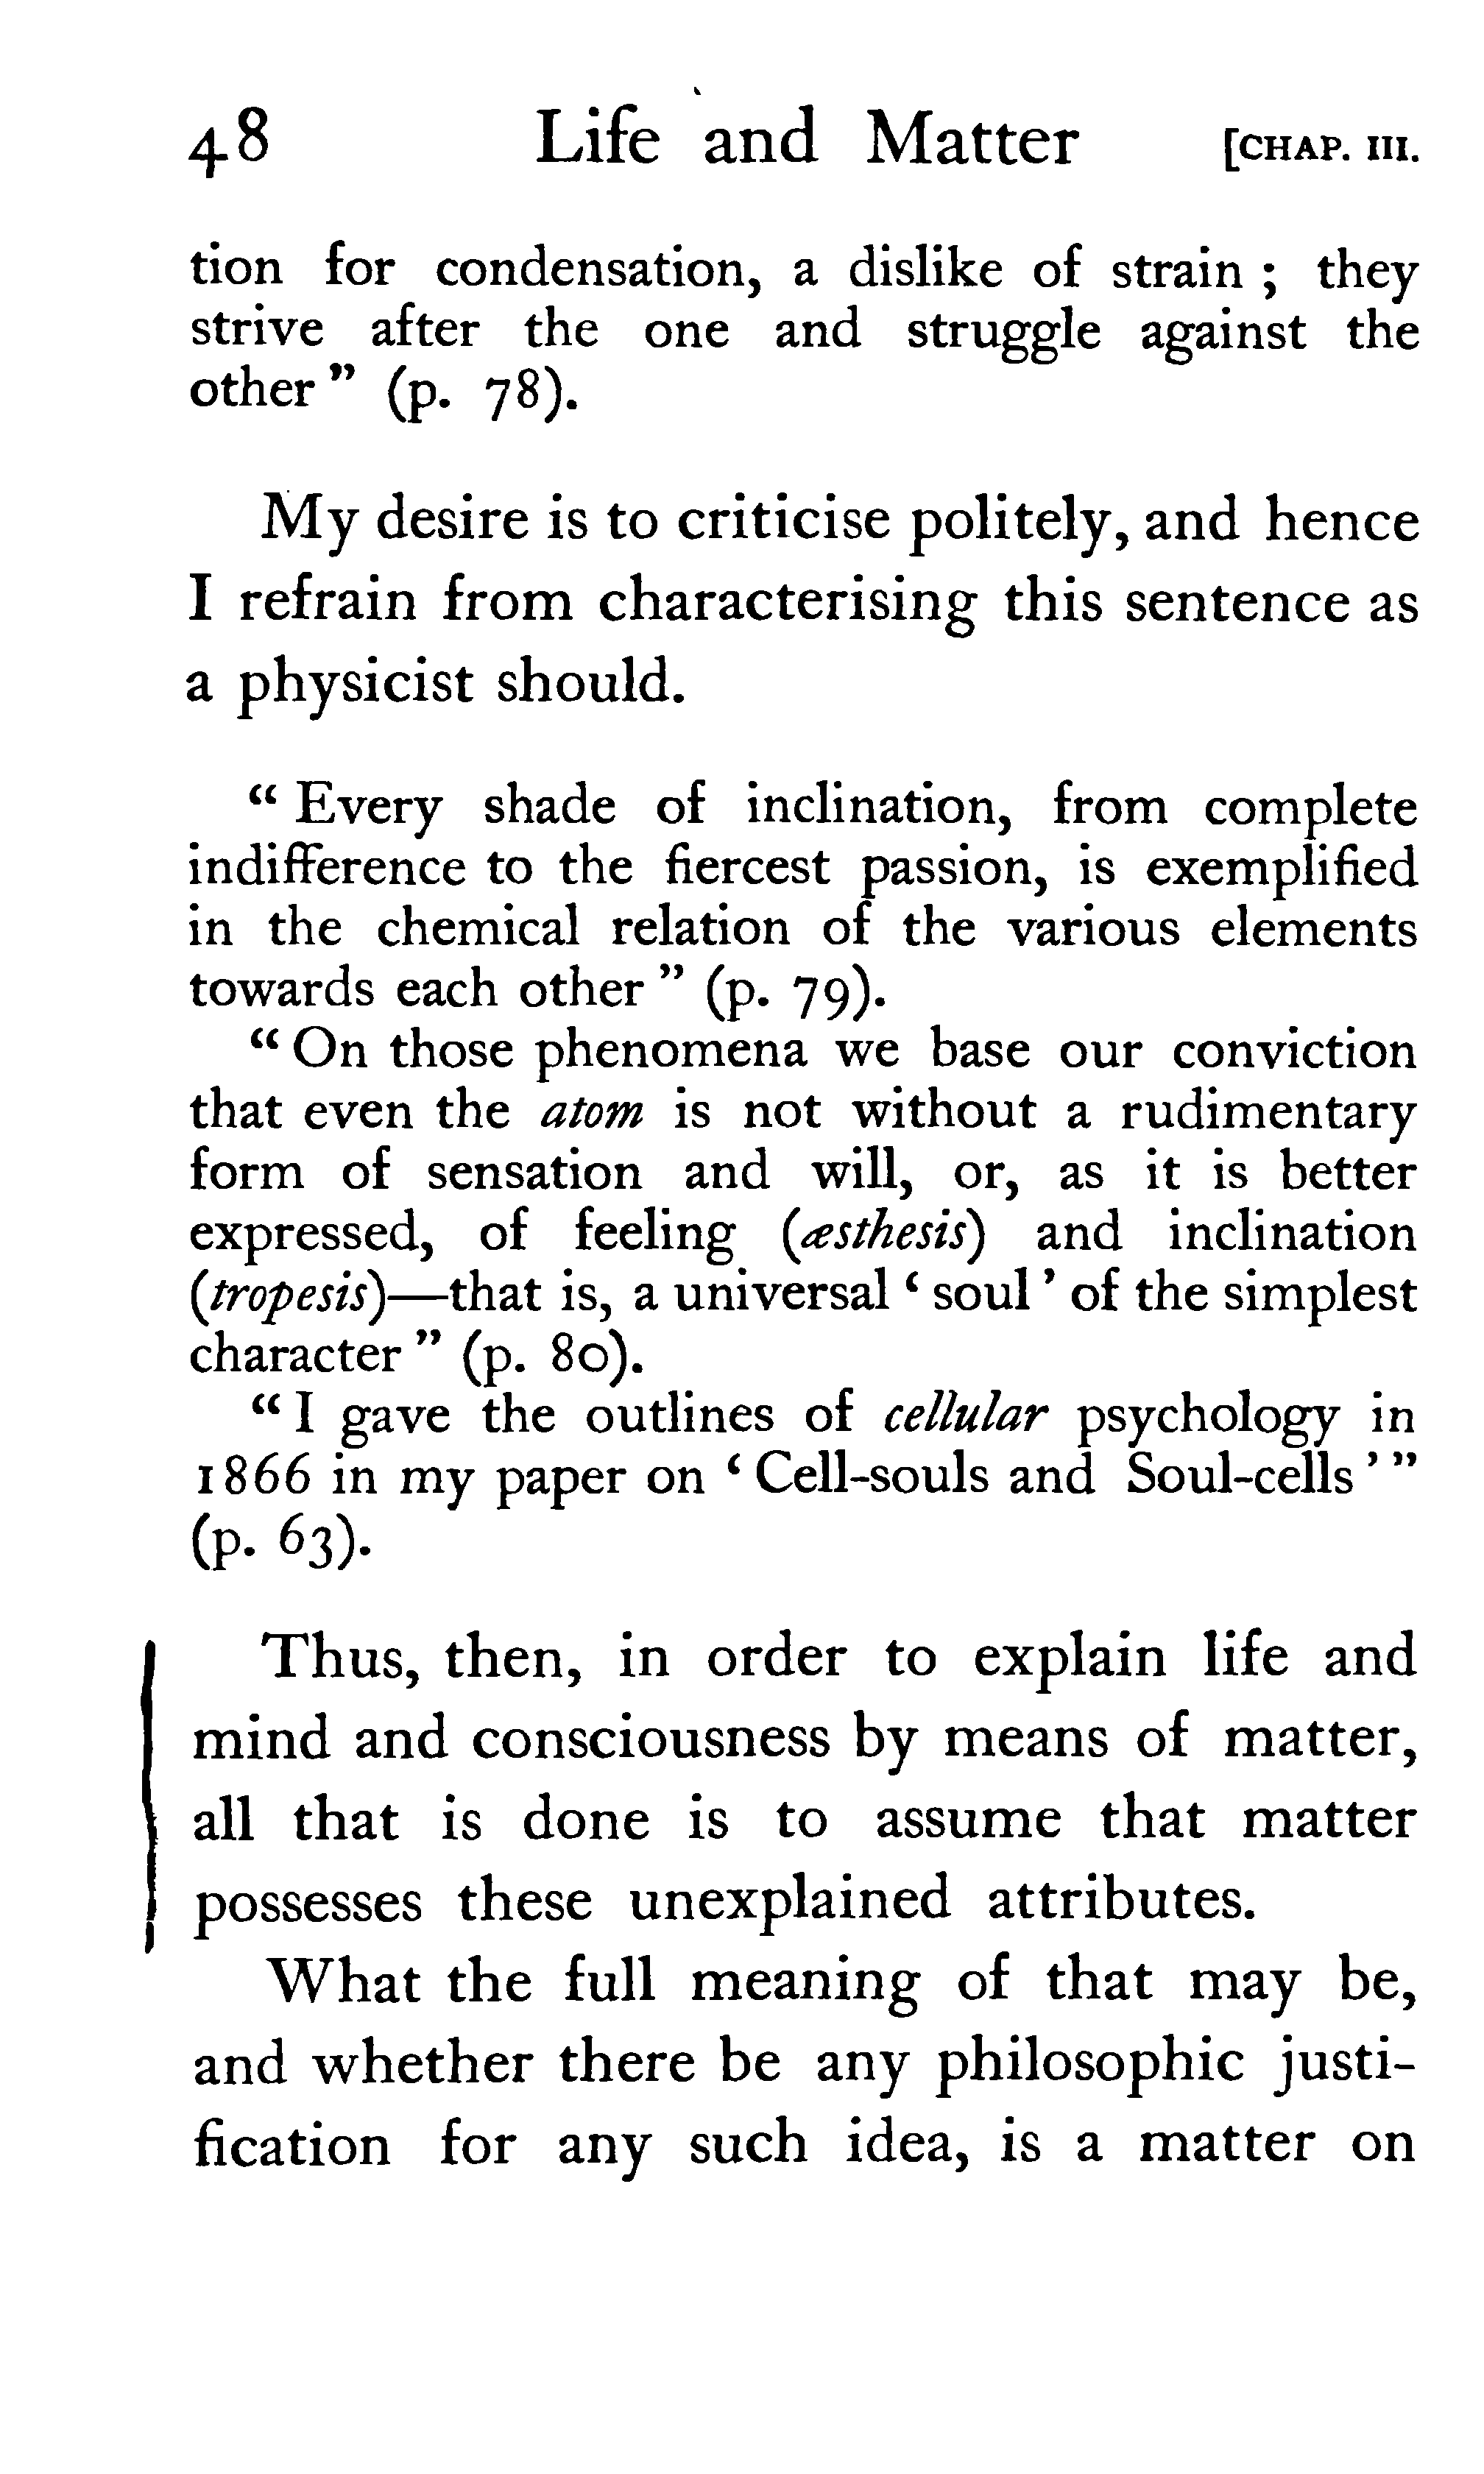 48 Life and Matter [CHAP. III.
tion for condensation, a dislike of strain ; they
strive after the one and struggle against the
other ” (p. 78).
My desire is to criticise politely, and hence
I refrain from characterising this sentence as
a physicist should.
“ Every shade of inclination, from complete
indifference to the fiercest passion, is exemplified
in the chemical relation of the various elements
towards each other ” (p. 79).
“ On those phenomena we base our conviction
that even the atom is not without a rudimentary
form of sensation and will, or, as it is better
expressed, of feeling (æsthesis) and inclination
(tropesis)—that is, a universal ‘ soul ’ of the simplest
character ” (p. 80).
“ I gave the outlines of cellular psychology in
1866 in my paper on ‘ Cell-souls and Soul-cells ’ ”
(p. 63).
Thus, then, in order to explain life and
mind and consciousness by means of matter,
all that is done is to assume that matter
possesses these unexplained attributes.
What the full meaning of that may be,
and whether there be any philosophic justi-
fication for any such idea, is a matter on